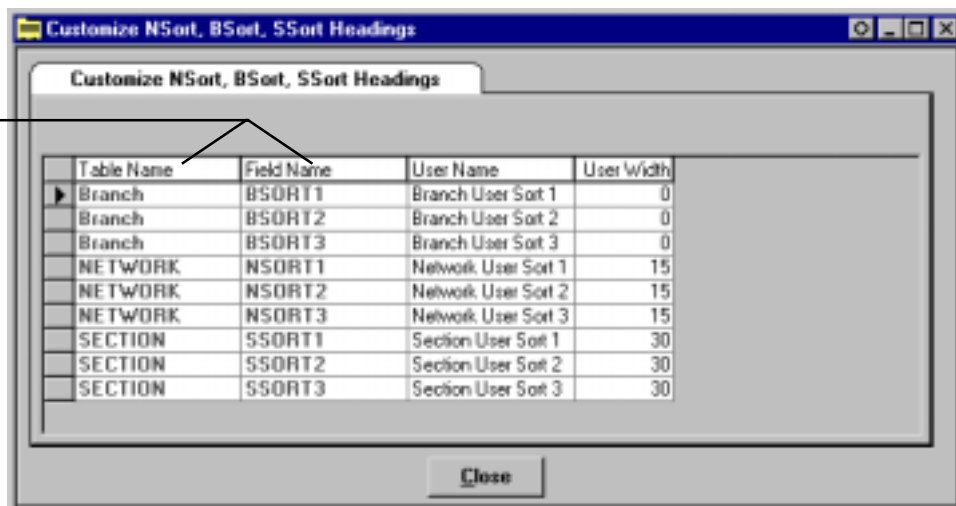 Customize NSort, BSort, SSort Headings
Customize NSort, BSort, SSort Headings
Table Name Field Name User Name User Width
Branch BSORT1 Branch User Sort 1 0
Branch BSORT2 Branch User Sort 2 0
Branch BSORT3 Branch User Sort 3 0
NETWORK NSORT1 Network User Sort 1 15
NETWORK NSORT2 Network User Sort 2 15
NETWORK NSORT3 Network User Sort 3 15
SECTION SSORT1 Section User Sort 1 30
SECTION SSORT2 Section User Sort 2 30
SECTION SSORT3 Section User Sort 3 30
Close